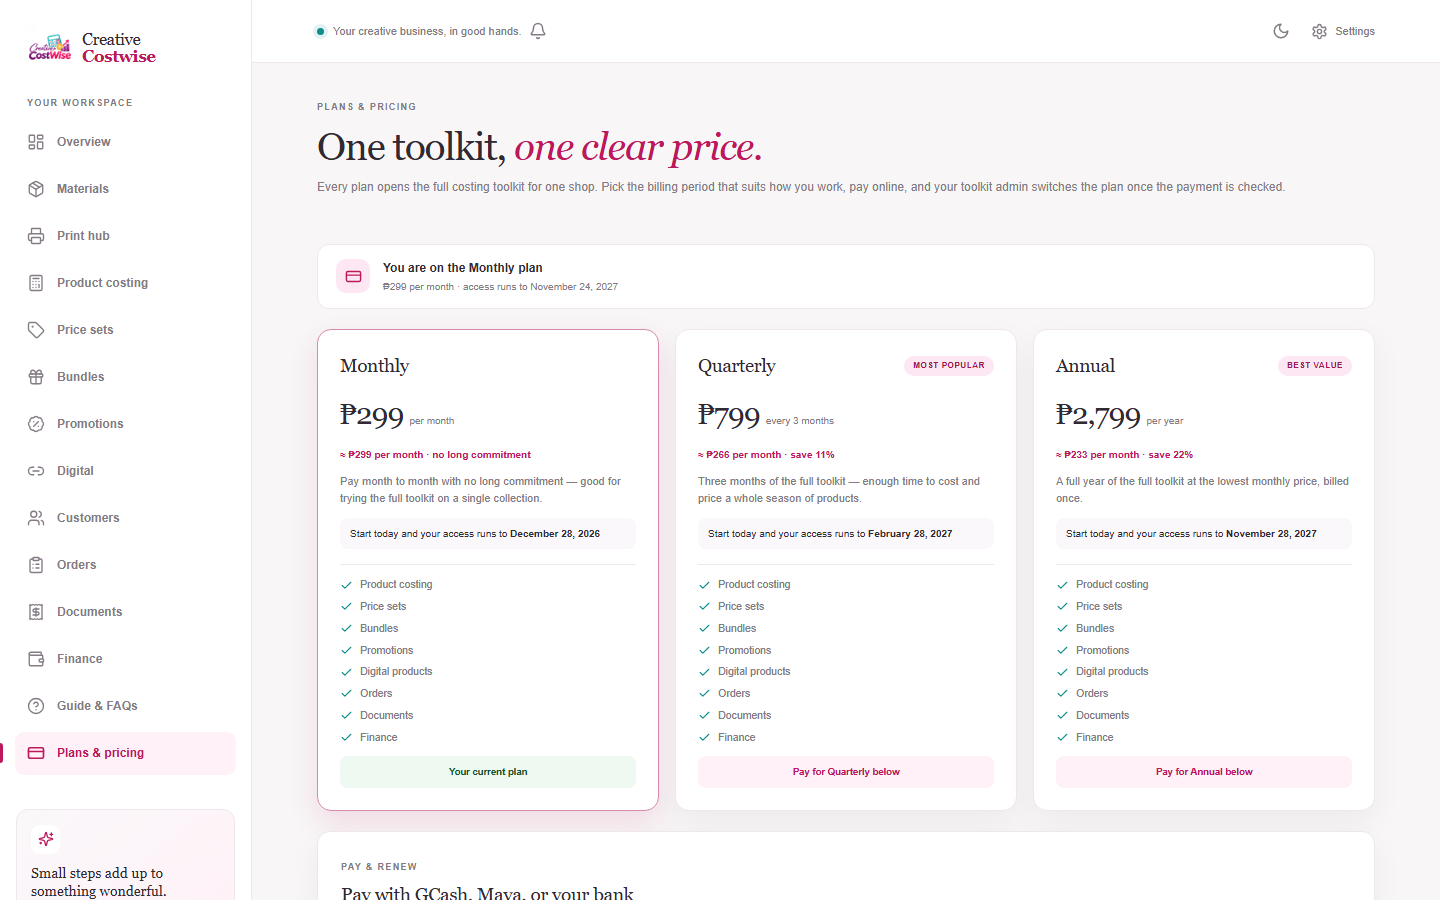 Creative
CostWise
Creative
Costwise
YOUR WORKSPACE
Overview
Materials
Print hub
Product costing
Price sets
Bundles
Promotions
Digital
Customers
Orders
Documents
Finance
Guide & FAQs
Plans & pricing
Small steps add up to
something wonderful.
Your creative business, in good hands.
Settings
PLANS & PRICING
One toolkit, one clear price.
Every plan opens the full costing toolkit for one shop. Pick the billing period that suits how you work, pay online, and your toolkit admin switches the plan once the payment is checked.
You are on the Monthly plan
₱299 per month · access runs to November 24, 2027
Monthly
₱299 per month
≈ ₱299 per month · no long commitment
Pay month to month with no long commitment — good for
trying the full toolkit on a single collection.
Start today and your access runs to December 28, 2026
Product costing
Price sets
Bundles
Promotions
Digital products
Orders
Documents
Finance
Your current plan
Quarterly
MOST POPULAR
₱799 every 3 months
≈ ₱266 per month · save 11%
Three months of the full toolkit — enough time to cost and
price a whole season of products.
Start today and your access runs to February 28, 2027
Product costing
Price sets
Bundles
Promotions
Digital products
Orders
Documents
Finance
Pay for Quarterly below
Annual
BEST VALUE
₱2,799 per year
≈ ₱233 per month · save 22%
A full year of the full toolkit at the lowest monthly price, billed
once.
Start today and your access runs to November 28, 2027
Product costing
Price sets
Bundles
Promotions
Digital products
Orders
Documents
Finance
Pay for Annual below
PAY & RENEW
Pay with GCash, Maya, or your bank